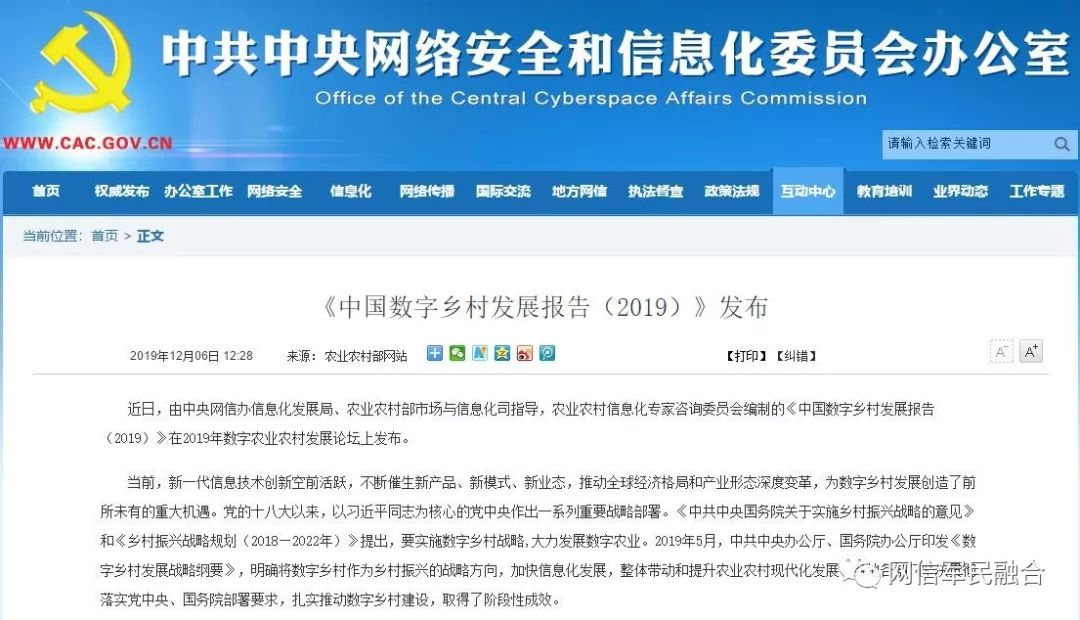 中共中央网络安全和信息化委员会办公室
Office of the Central Cyberspace Affairs Commission
WWW.CAC.GOV.CN
请输入检索关键词
首页 权威发布 办公室工作 网络安全 信息化 网络传播 国际交流 地方网信 执法督查 政策法规 互动中心 教育培训 业界动态 工作专题
当前位置：首页 > 正文
《中国数字乡村发展报告（2019）》发布
2019年12月06日 12:28 来源：农业农村部网站 【打印】【纠错】 A- A+
近日，由中央网信办信息化发展局、农业农村部市场与信息化司指导，农业农村信息化专家咨询委员会编制的《中国数字乡村发展报告
（2019）》在2019年数字农业农村发展论坛上发布。
当前，新一代信息技术创新空前活跃，不断催生新产品、新模式、新业态，推动全球经济格局和产业形态深度变革，为数字乡村发展创造了前
所未有的重大机遇。党的十八大以来，以习近平同志为核心的党中央作出一系列重要战略部署。《中共中央国务院关于实施乡村振兴战略的意见》
和《乡村振兴战略规划（2018—2022年）》提出，要实施数字乡村战略,大力发展数字农业。2019年5月，中共中央办公厅、国务院办公厅印发《数
字乡村发展战略纲要》，明确将数字乡村作为乡村振兴的战略方向，加快信息化发展，整体带动和提升农业农村现代化发展
网信军民融合
落实党中央、国务院部署要求，扎实推动数字乡村建设，取得了阶段性成效。